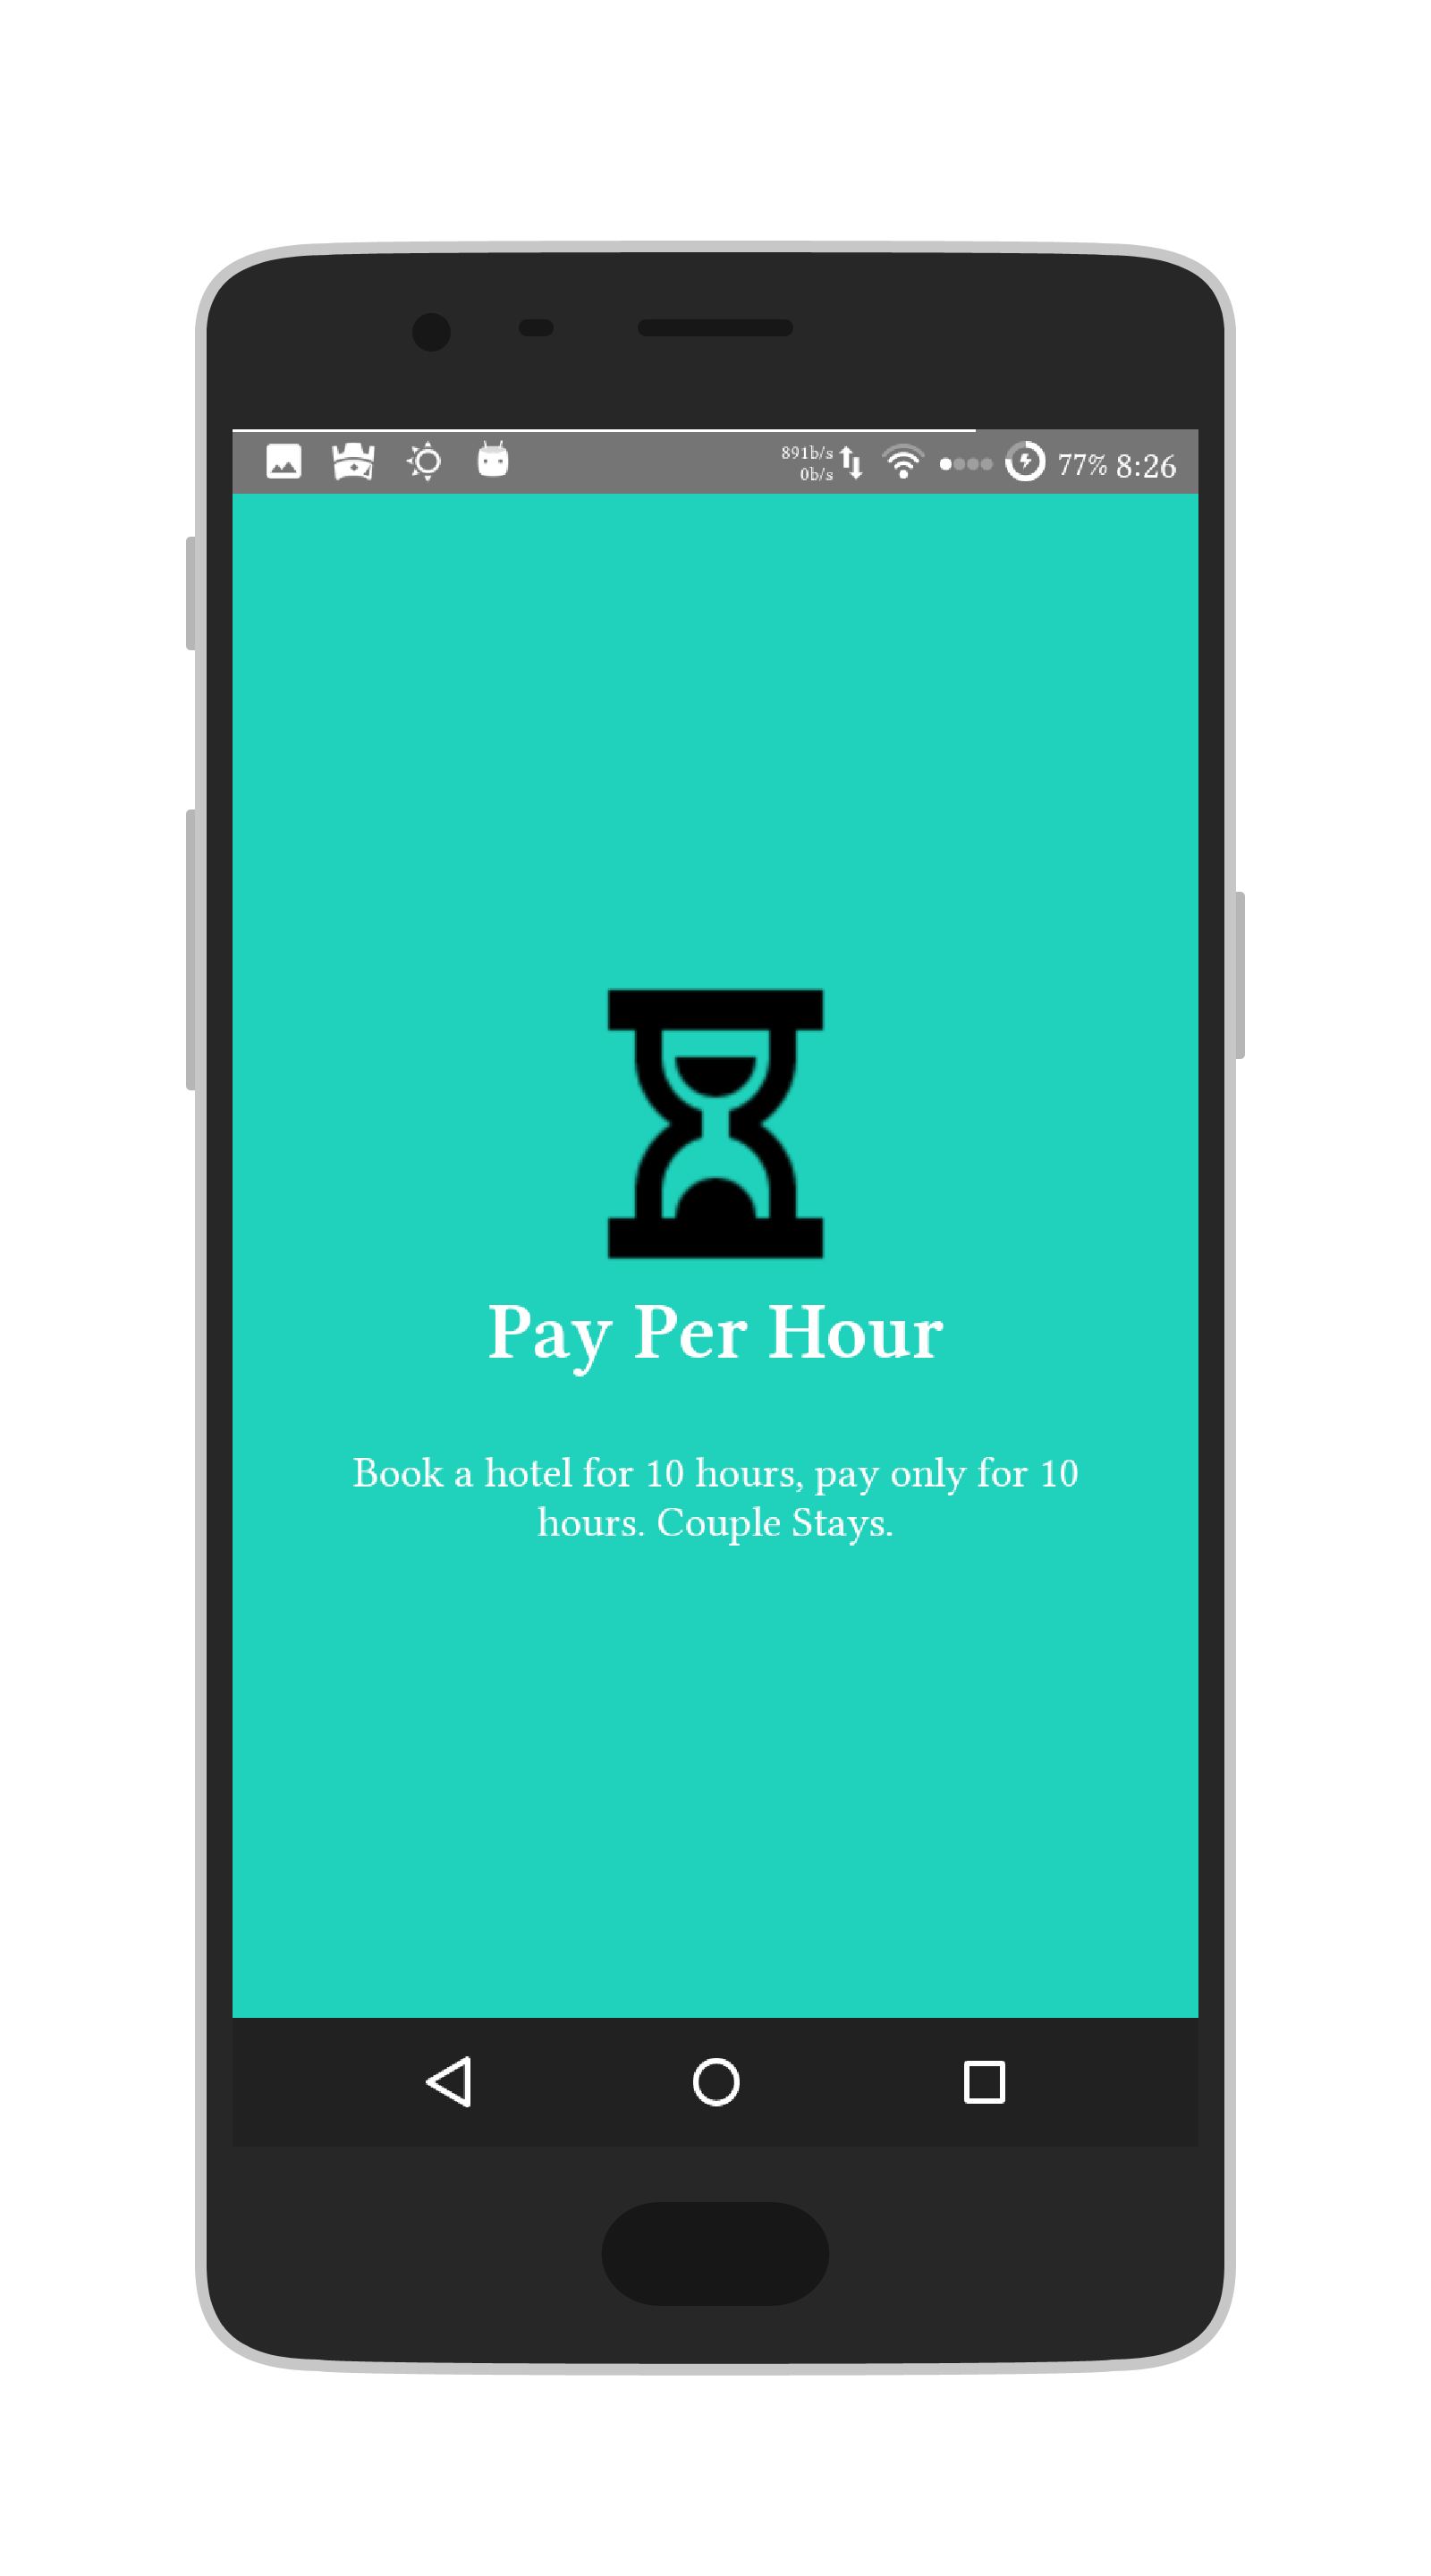 891b/s
0b/s
77% 8:26
Pay Per Hour
Book a hotel for 10 hours, pay only for 10
hours. Couple Stays.